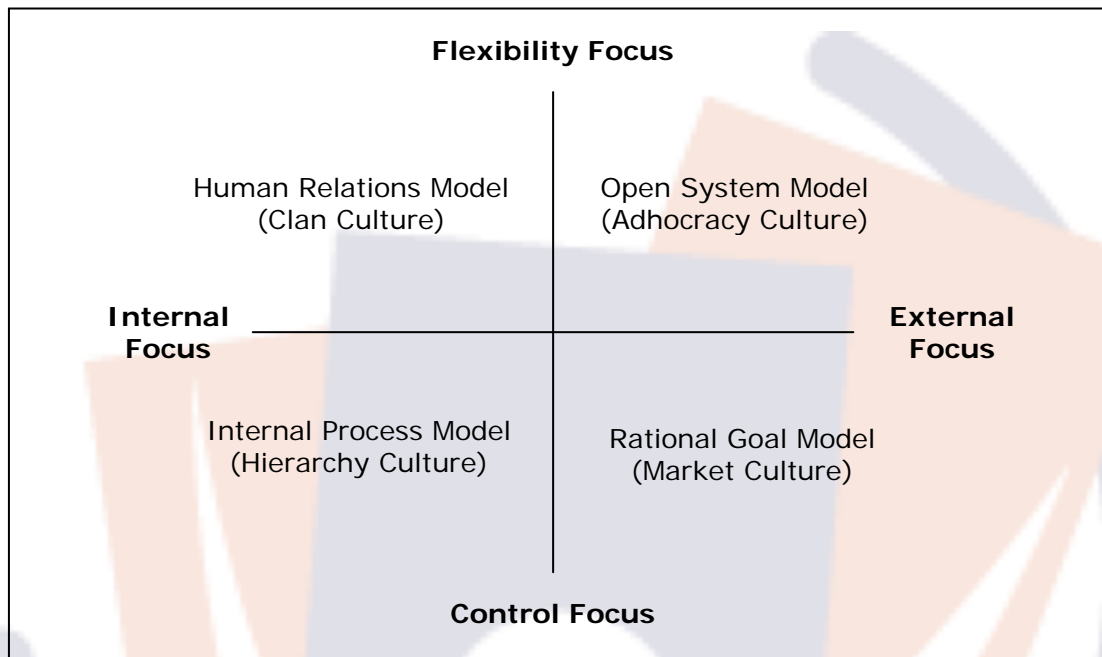 Flexibility Focus
Human Relations Model
(Clan Culture)
Open System Model
(Adhocracy Culture)
Internal
Focus
External
Focus
Internal Process Model
(Hierarchy Culture)
Rational Goal Model
(Market Culture)
Control Focus